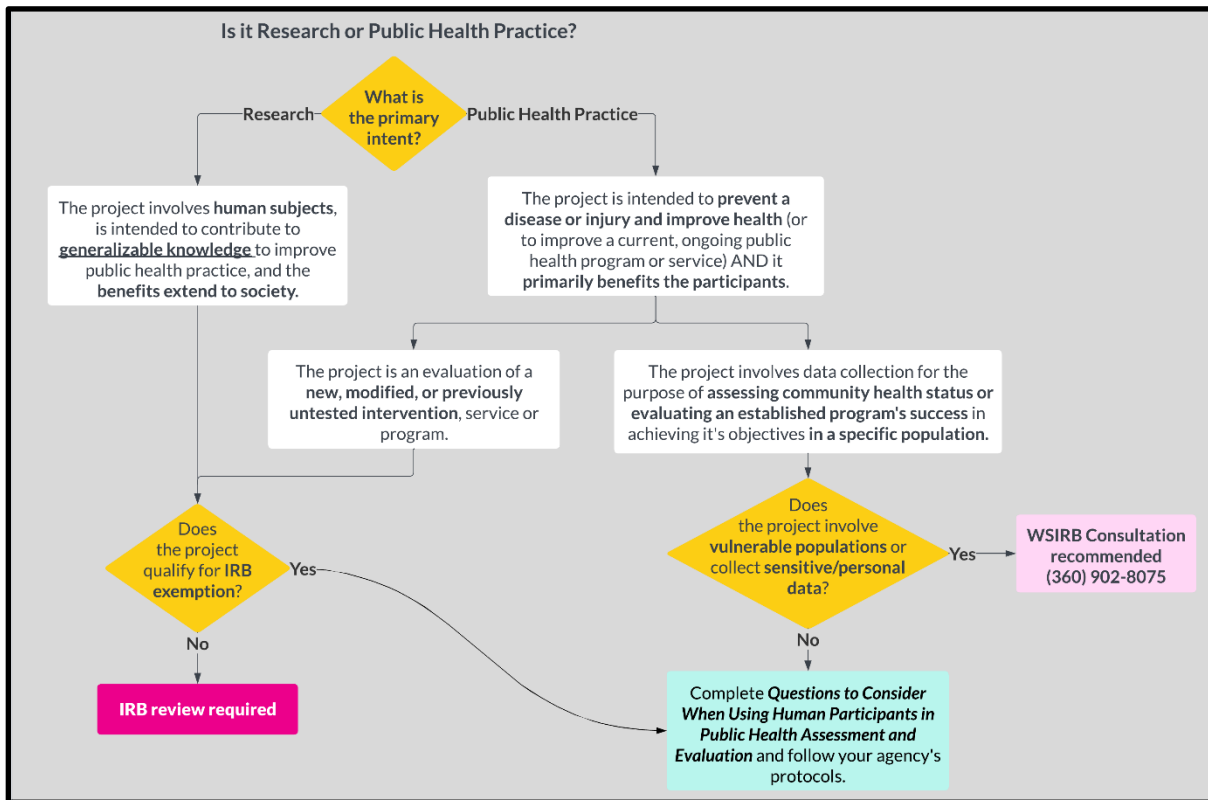 Is it Research or Public Health Practice?
What is
the primary
intent?
Research
Public Health Practice
The project involves human subjects,
is intended to contribute to
generalizable knowledge to improve
public health practice, and the
benefits extend to society.
The project is intended to prevent a
disease or injury and improve health (or
to improve a current, ongoing public
health program or service) AND it
primarily benefits the participants.
The project is an evaluation of a
new, modified, or previously
untested intervention, service or
program.
The project involves data collection for the
purpose of assessing community health status or
evaluating an established program's success in
achieving it's objectives in a specific population.
Does
the project
qualify for IRB
exemption?
Yes
No
IRB review required
Does
the project involve
vulnerable populations or
collect sensitive/personal
data?
Yes
WSIRB Consultation
recommended
(360) 902-8075
No
Complete Questions to Consider
When Using Human Participants in
Public Health Assessment and
Evaluation and follow your agency's
protocols.